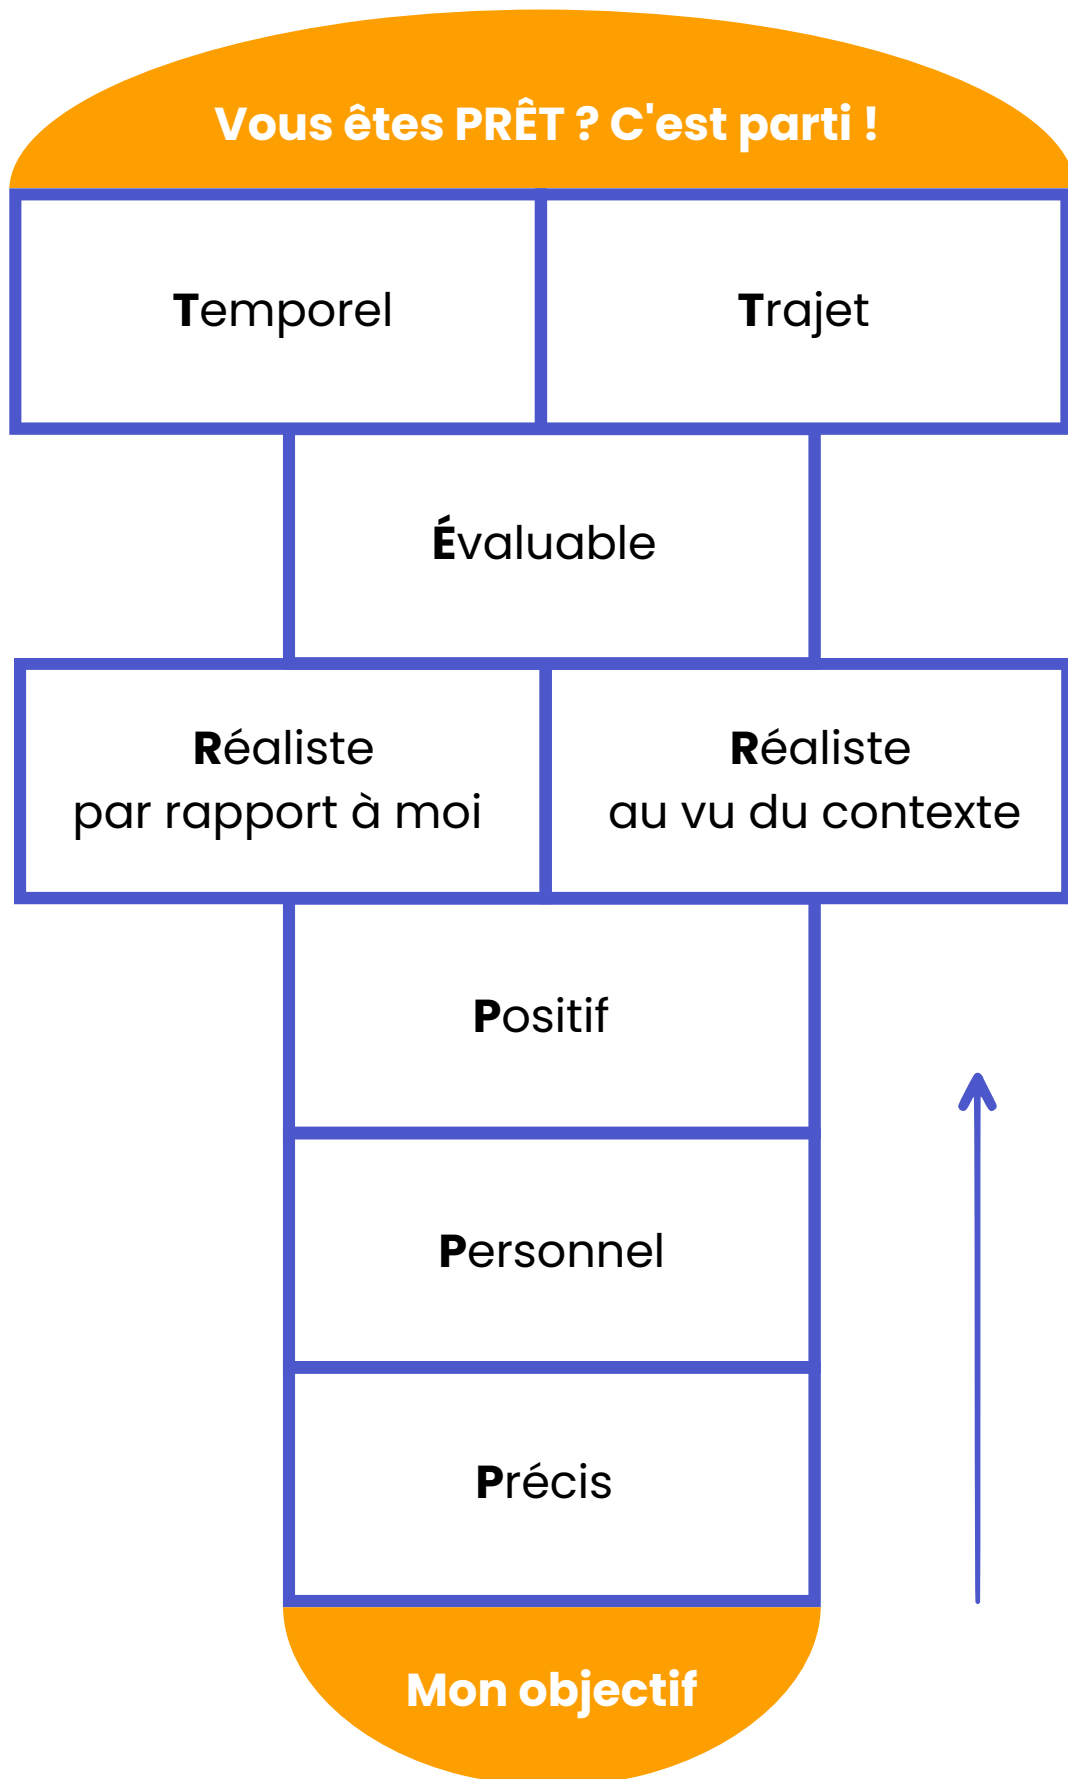 Vous êtes PRÊT ? C'est parti !
Temporel
Trajet
Évaluable
Réaliste
par rapport à moi
Réaliste
au vu du contexte
Positif
Personnel
Précis
Mon objectif